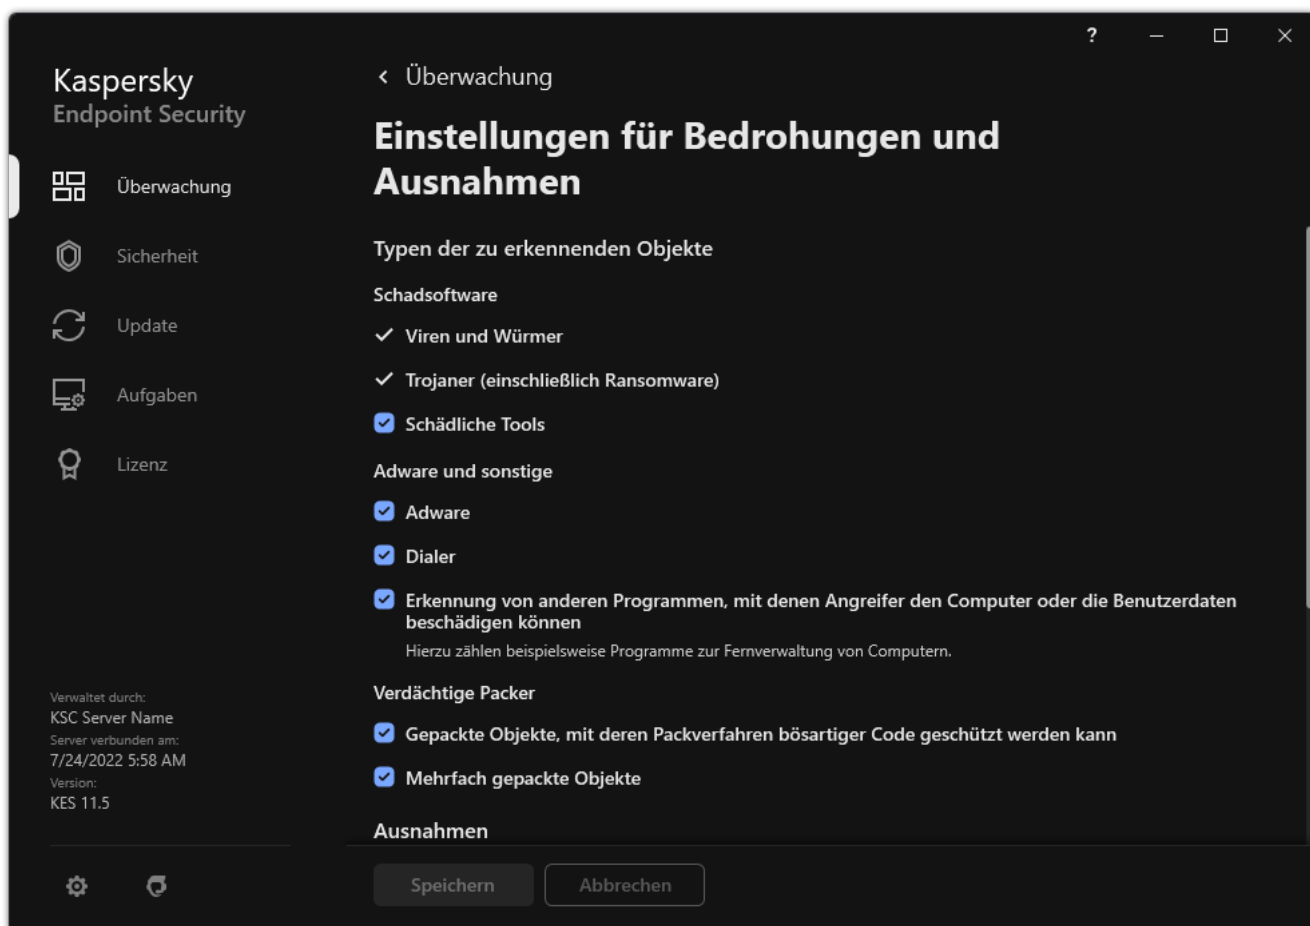 ?
Kaspersky
Endpoint Security
Überwachung
Sicherheit
Update
Aufgaben
Lizenz
Verwaltet durch:
KSC Server Name
Server verbunden am:
7/24/2022 5:58 AM
Version:
KES 11.5
Überwachung
Einstellungen für Bedrohungen und
Ausnahmen
Typen der zu erkennenden Objekte
Schadsoftware
Viren und Würmer
Trojaner (einschließlich Ransomware)
Schädliche Tools
Adware und sonstige
Adware
Dialer
Erkennung von anderen Programmen, mit denen Angreifer den Computer oder die Benutzerdaten
beschädigen können
Hierzu zählen beispielsweise Programme zur Fernverwaltung von Computern.
Verdächtige Packer
Gepackte Objekte, mit deren Packverfahren bösartiger Code geschützt werden kann
Mehrfach gepackte Objekte
Ausnahmen
Speichern
Abbrechen